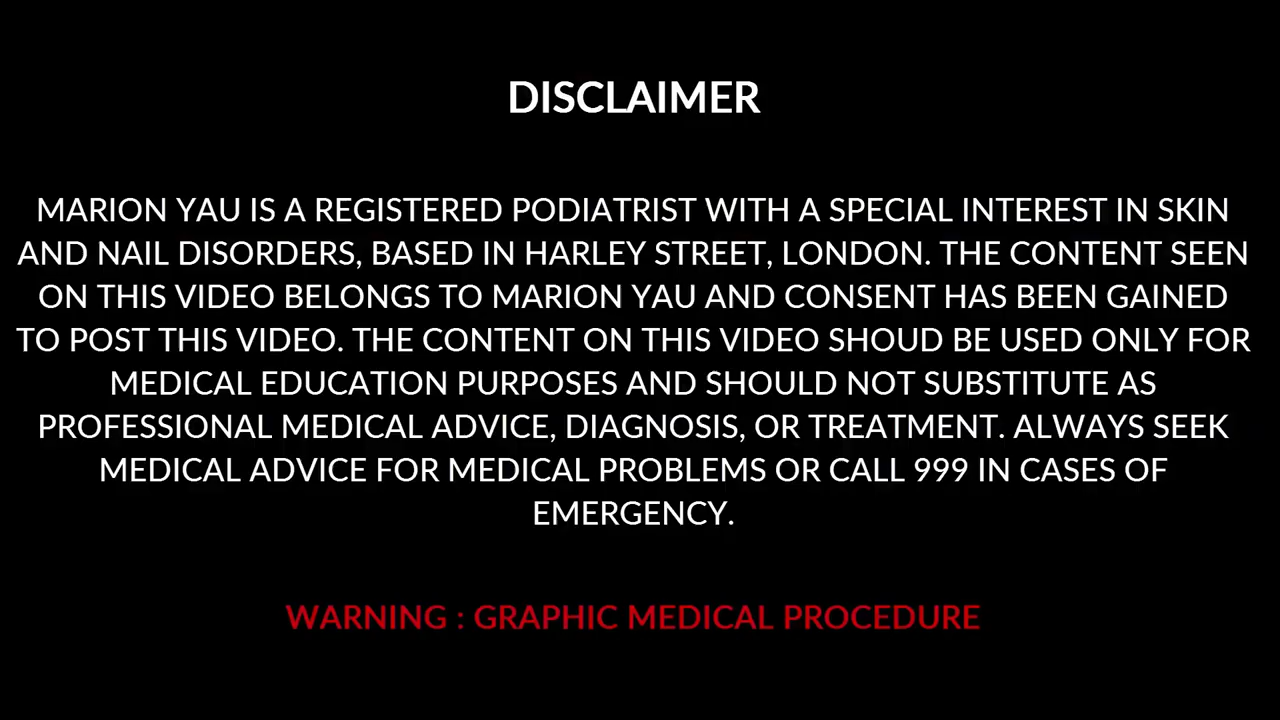 DISCLAIMER
MARION YAU IS A REGISTERED PODIATRIST WITH A SPECIAL INTEREST IN SKIN
AND NAIL DISORDERS, BASED IN HARLEY STREET, LONDON. THE CONTENT SEEN
ON THIS VIDEO BELONGS TO MARION YAU AND CONSENT HAS BEEN GAINED
TO POST THIS VIDEO. THE CONTENT ON THIS VIDEO SHOUD BE USED ONLY FOR
MEDICAL EDUCATION PURPOSES AND SHOULD NOT SUBSTITUTE AS
PROFESSIONAL MEDICAL ADVICE, DIAGNOSIS, OR TREATMENT. ALWAYS SEEK
MEDICAL ADVICE FOR MEDICAL PROBLEMS OR CALL 999 IN CASES OF
EMERGENCY.
WARNING : GRAPHIC MEDICAL PROCEDURE